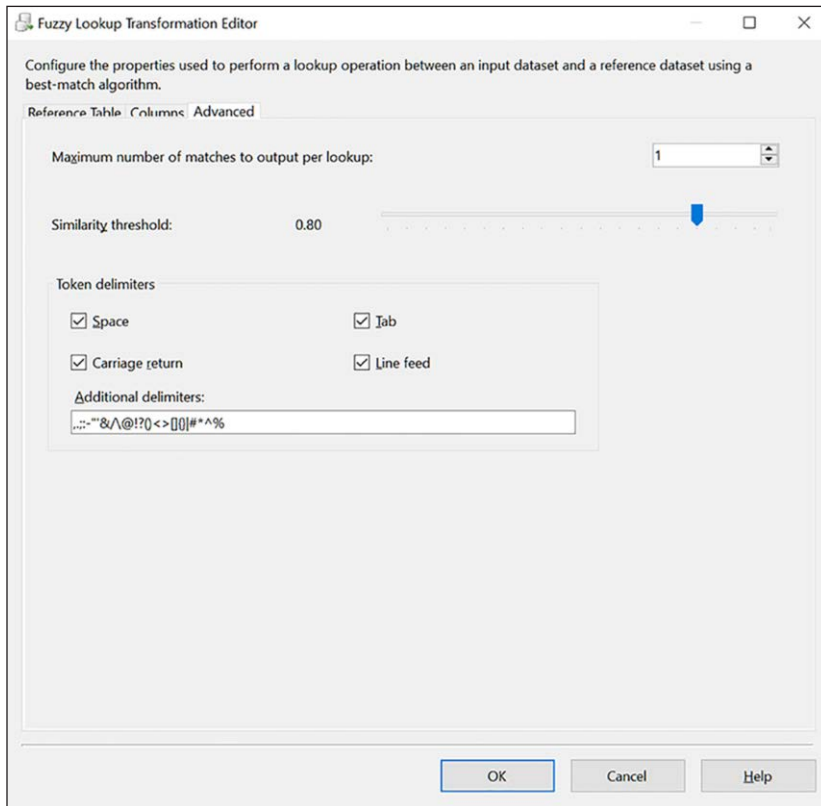 Fuzzy Lookup Transformation Editor
Configure the properties used to perform a lookup operation between an input dataset and a reference dataset using a
best-match algorithm.
Reference Table Columns Advanced
Maximum number of matches to output per lookup: 1
Similarity threshold: 0.80
Token delimiters
Space Tab
Carriage return Line feed
Additional delimiters:
,.;:-"'&/\@!?()<>[]{}|#*^%
OK Cancel Help